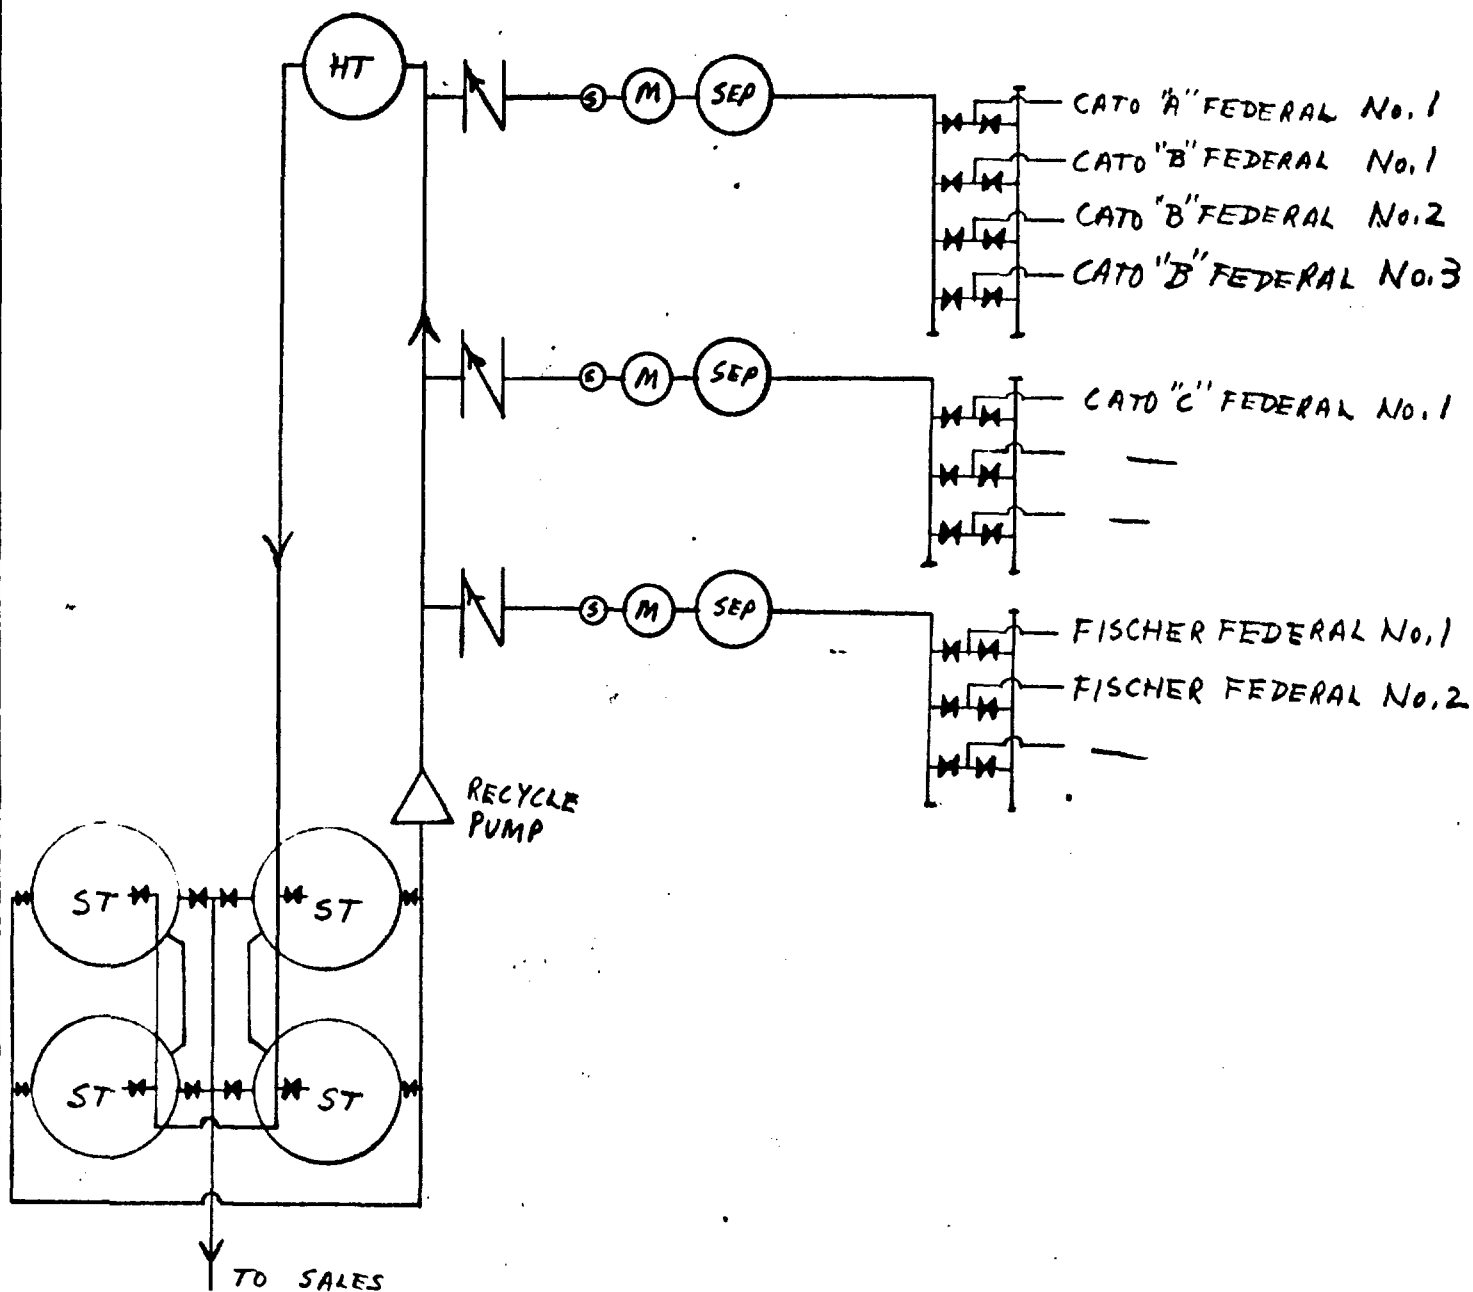 HT
S M SEP
CATO "A" FEDERAL No. 1
CATO "B" FEDERAL No. 1
CATO "B" FEDERAL No. 2
CATO "B" FEDERAL No. 3
S M SEP
CATO "C" FEDERAL No. 1
—
—
S M SEP
FISCHER FEDERAL No. 1
FISCHER FEDERAL No. 2
—
RECYCLE
PUMP
ST ST
ST ST
TO SALES